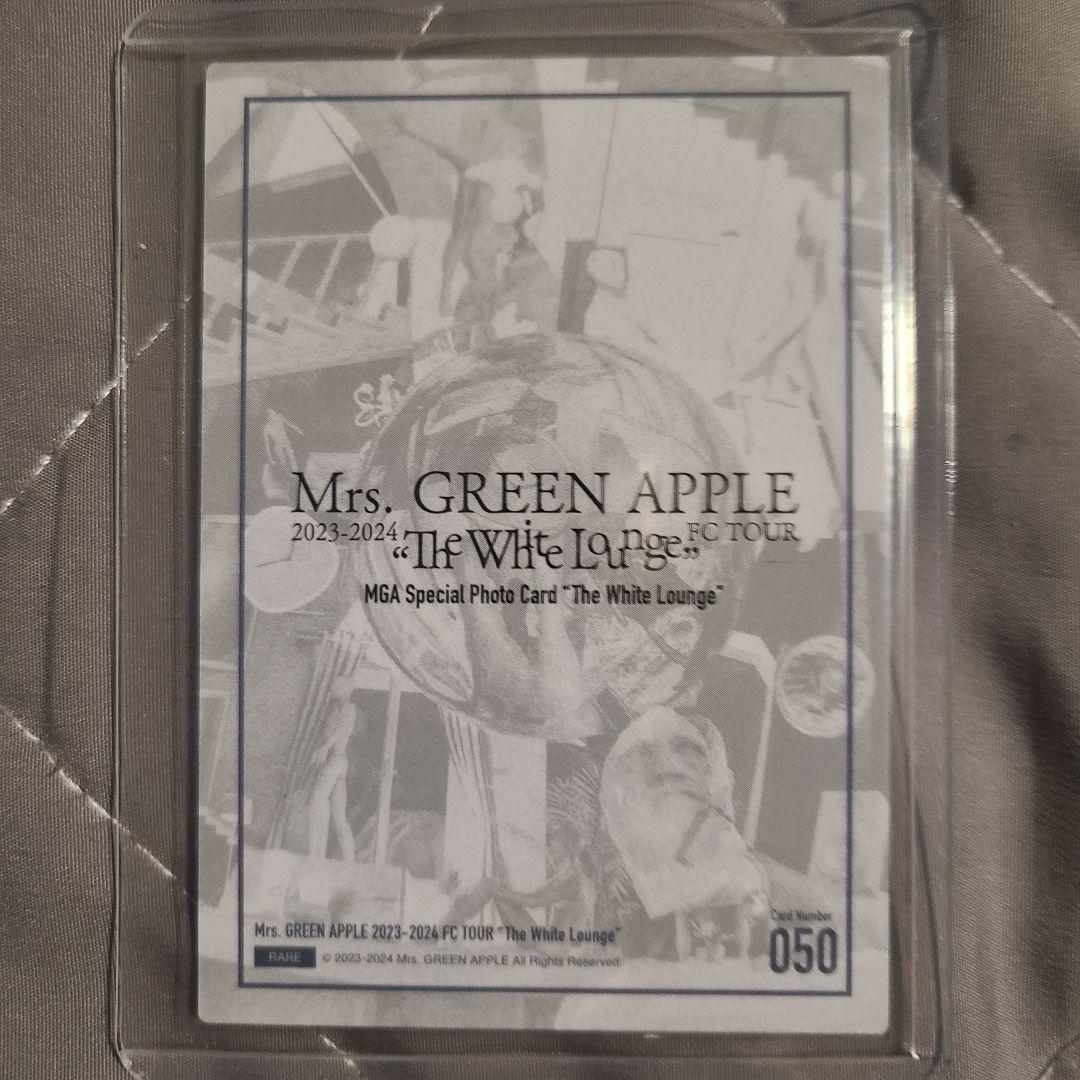 Mrs. GREEN APPLE
2023-2024 “The White Lounge” FC TOUR
MGA Special Photo Card “The White Lounge”
Mrs. GREEN APPLE 2023-2024 FC TOUR “The White Lounge”
RARE © 2023-2024 Mrs. GREEN APPLE All Rights Reserved.
Card Number
050